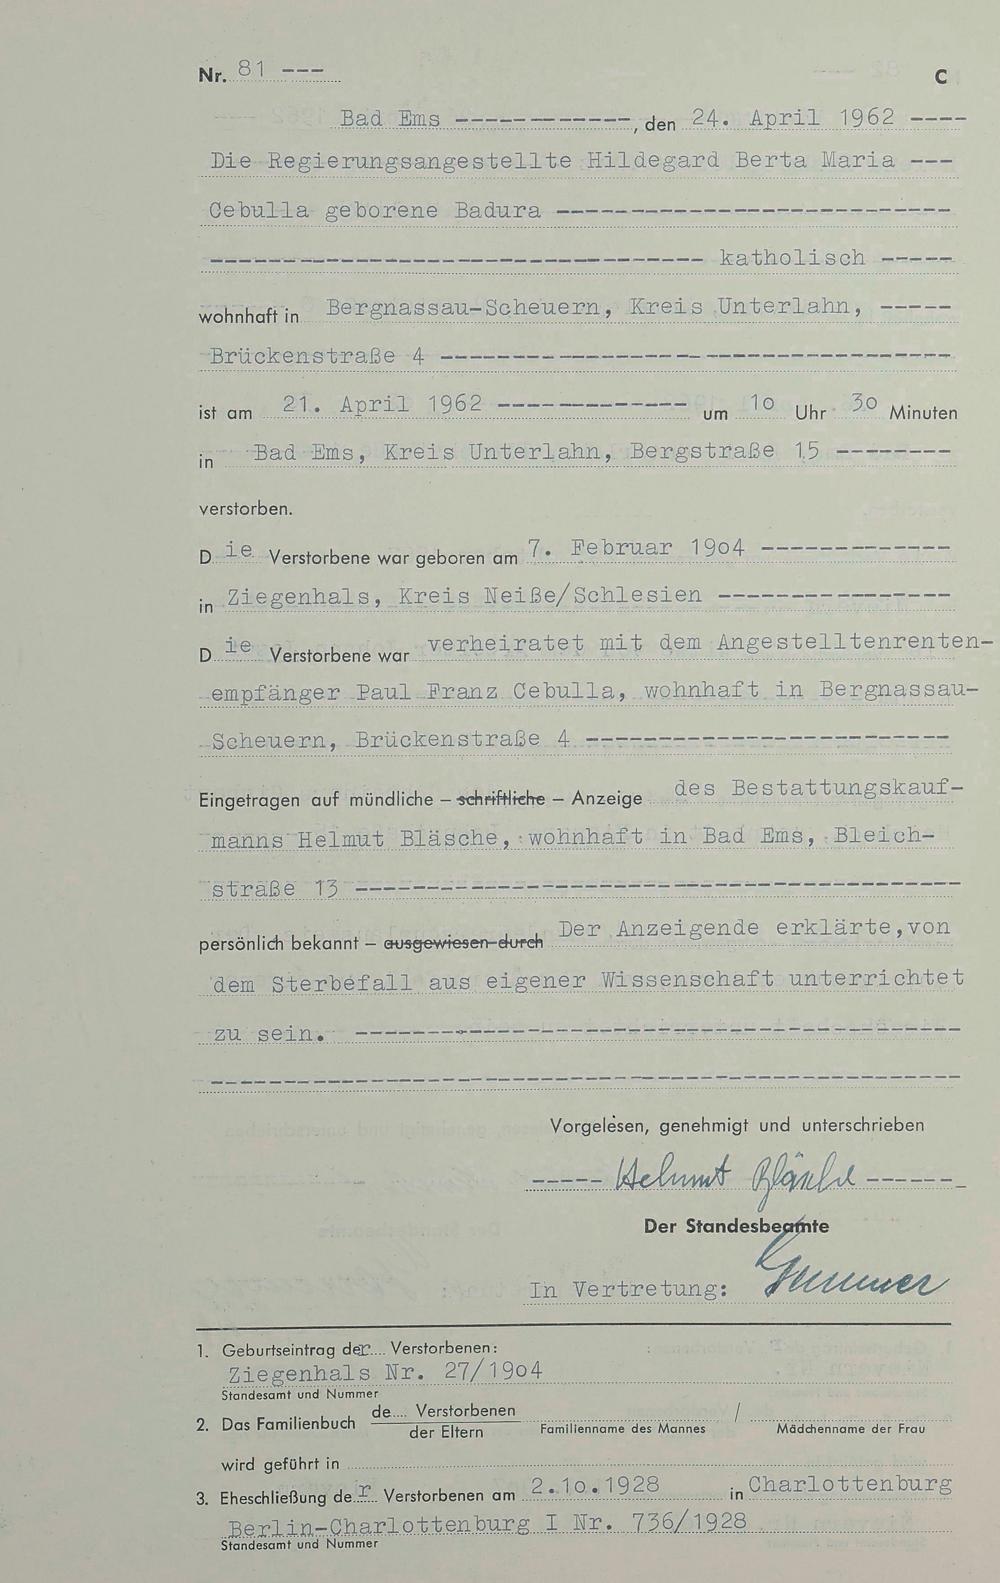 Nr. 81 --- C
Bad Ems ------------, den 24. April 1962 ----
Die Regierungsangestellte Hildegard Berta Maria ---
Cebulla geborene Badura ---------------------------
---------------------------------- katholisch -----
wohnhaft in Bergnassau-Scheuern, Kreis Unterlahn, -----
Brückenstraße 4 -----------------------------------
ist am 21. April 1962 ------------- um 1o Uhr 3o Minuten
in Bad Ems, Kreis Unterlahn, Bergstraße 15 --------
verstorben.
D ie Verstorbene war geboren am 7. Februar 19o4 -------------
in Ziegenhals, Kreis Neiße/Schlesien ----------------
D ie Verstorbene war verheiratet mit dem Angestelltenrenten-
empfänger Paul Franz Cebulla, wohnhaft in Bergnassau-
Scheuern, Brückenstraße 4 -------------------------
Eingetragen auf mündliche – schriftliche – Anzeige des Bestattungskauf-
manns Helmut Bläsche, wohnhaft in Bad Ems, Bleich-
straße 13 ------------------------------------------
persönlich bekannt – ausgewiesen durch Der Anzeigende erklärte,von
dem Sterbefall aus eigener Wissenschaft unterrichtet
zu sein. ------------------------------------------
----------------------------------------------------
Vorgelesen, genehmigt und unterschrieben
----- Helmut Bläsche -------
Der Standesbeamte
In Vertretung:
1. Geburtseintrag der.... Verstorbenen:
Ziegenhals Nr. 27/19o4
Standesamt und Nummer
2. Das Familienbuch de.... Verstorbenen /
der Eltern Familienname des Mannes Mädchenname der Frau
wird geführt in
3. Eheschließung der Verstorbenen am 2.1o.1928 in Charlottenburg
Berlin-Charlottenburg I Nr. 736/1928
Standesamt und Nummer